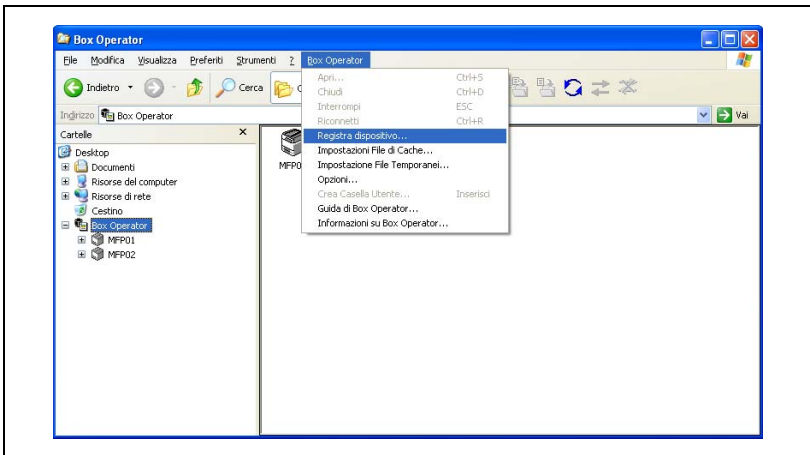 Box Operator
File Modifica Visualizza Preferiti Strumenti ? Box Operator
Indietro Cerca
Indirizzo Box Operator Vai
Cartelle
Desktop
Documenti
Risorse del computer
Risorse di rete
Cestino
Box Operator
MFP01
MFP02
MFP0
Apri... Ctrl+S
Chiudi Ctrl+D
Interrompi ESC
Riconnetti Ctrl+R
Registra dispositivo...
Impostazioni File di Cache...
Impostazione File Temporanei...
Opzioni...
Crea Casella Utente... Inserisci
Guida di Box Operator...
Informazioni su Box Operator...